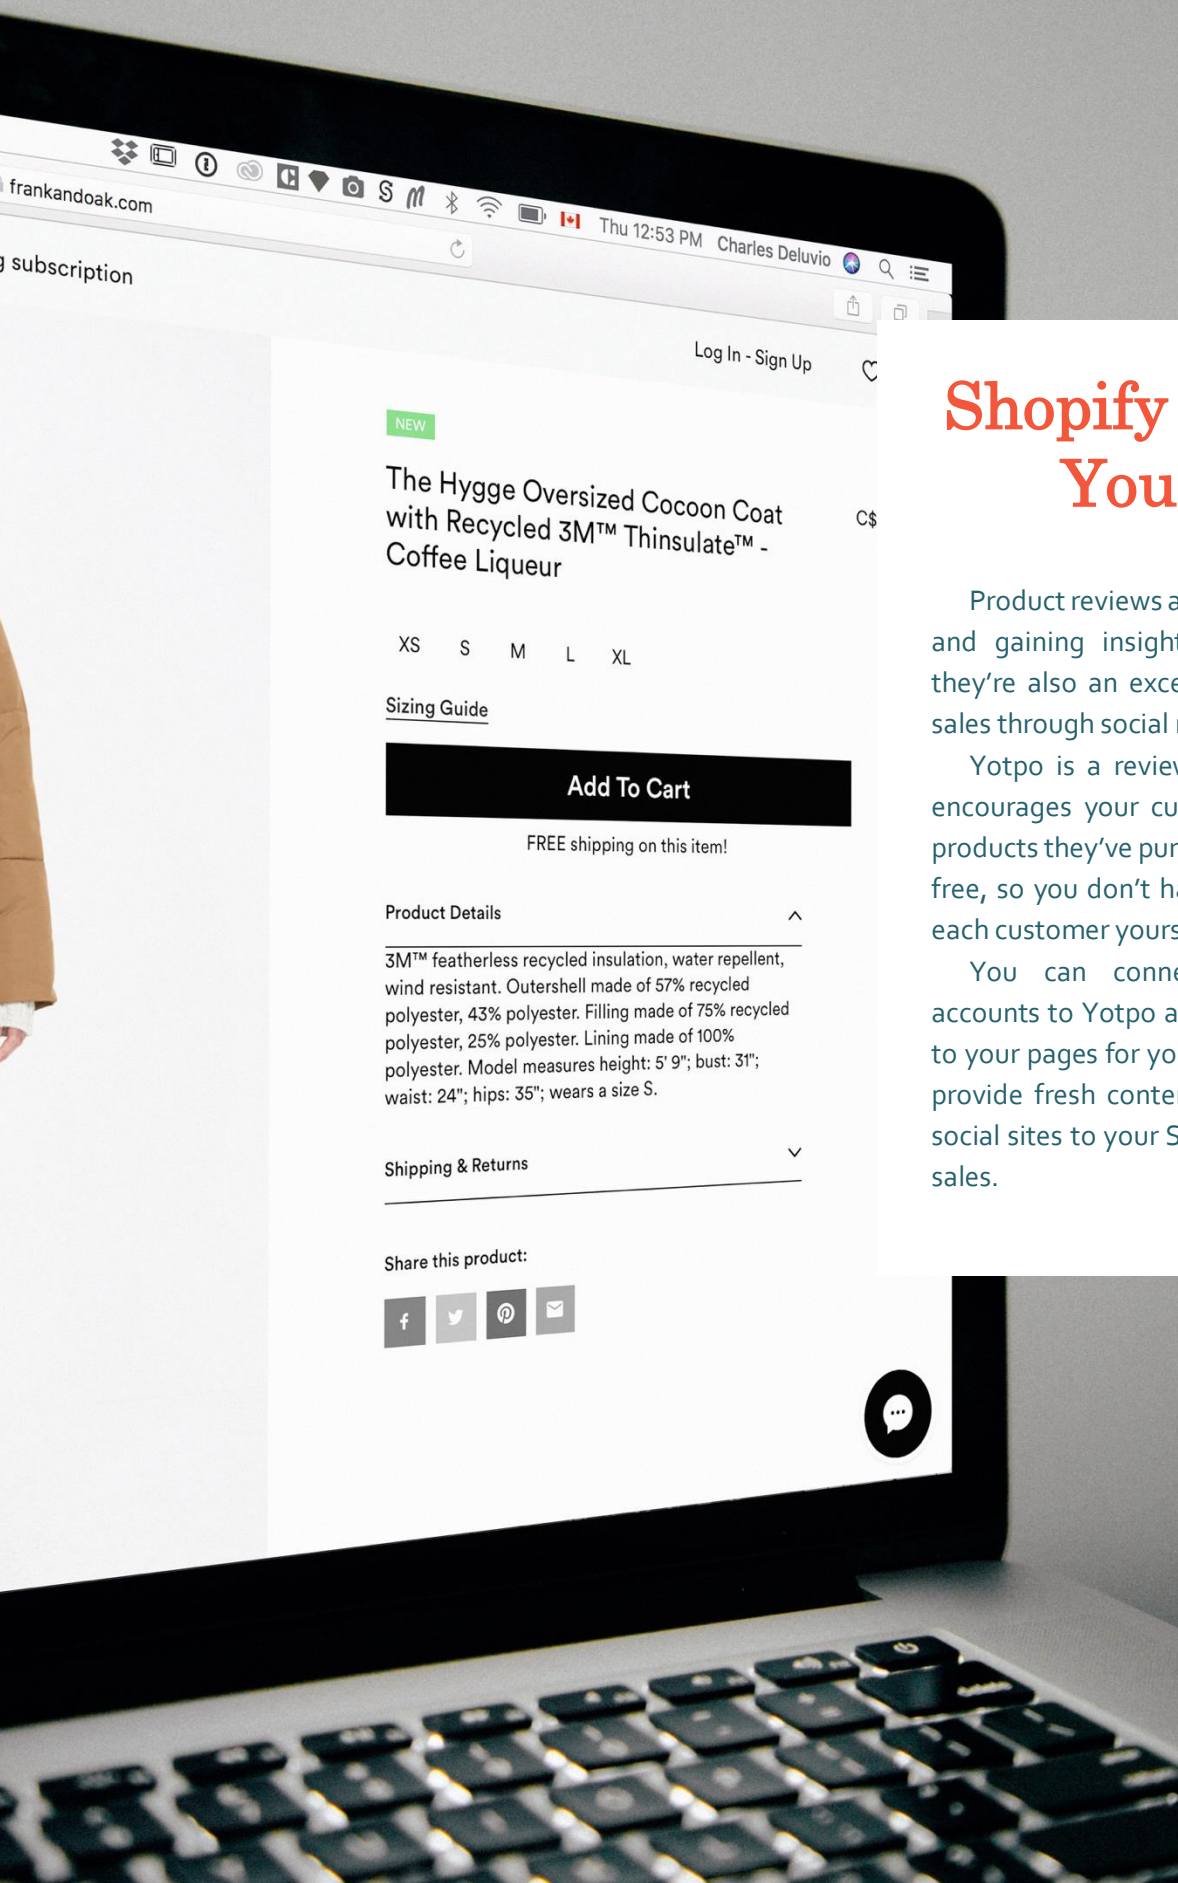 frankandoak.com
Thu 12:53 PM Charles Deluvio
subscription
Log In - Sign Up
NEW
The Hygge Oversized Cocoon Coat
with Recycled 3M™ Thinsulate™ -
Coffee Liqueur
C$
XS S M L XL
Sizing Guide
Add To Cart
FREE shipping on this item!
Product Details
3M™ featherless recycled insulation, water repellent,
wind resistant. Outershell made of 57% recycled
polyester, 43% polyester. Filling made of 75% recycled
polyester, 25% polyester. Lining made of 100%
polyester. Model measures height: 5' 9"; bust: 31";
waist: 24"; hips: 35"; wears a size S.
Shipping & Returns
Share this product:
Shopify
You
Product reviews a
and gaining insight
they’re also an exce
sales through social
Yotpo is a review
encourages your cu
products they’ve pur
free, so you don’t ha
each customer yours
You can conne
accounts to Yotpo a
to your pages for yo
provide fresh conte
social sites to your S
sales.
delete